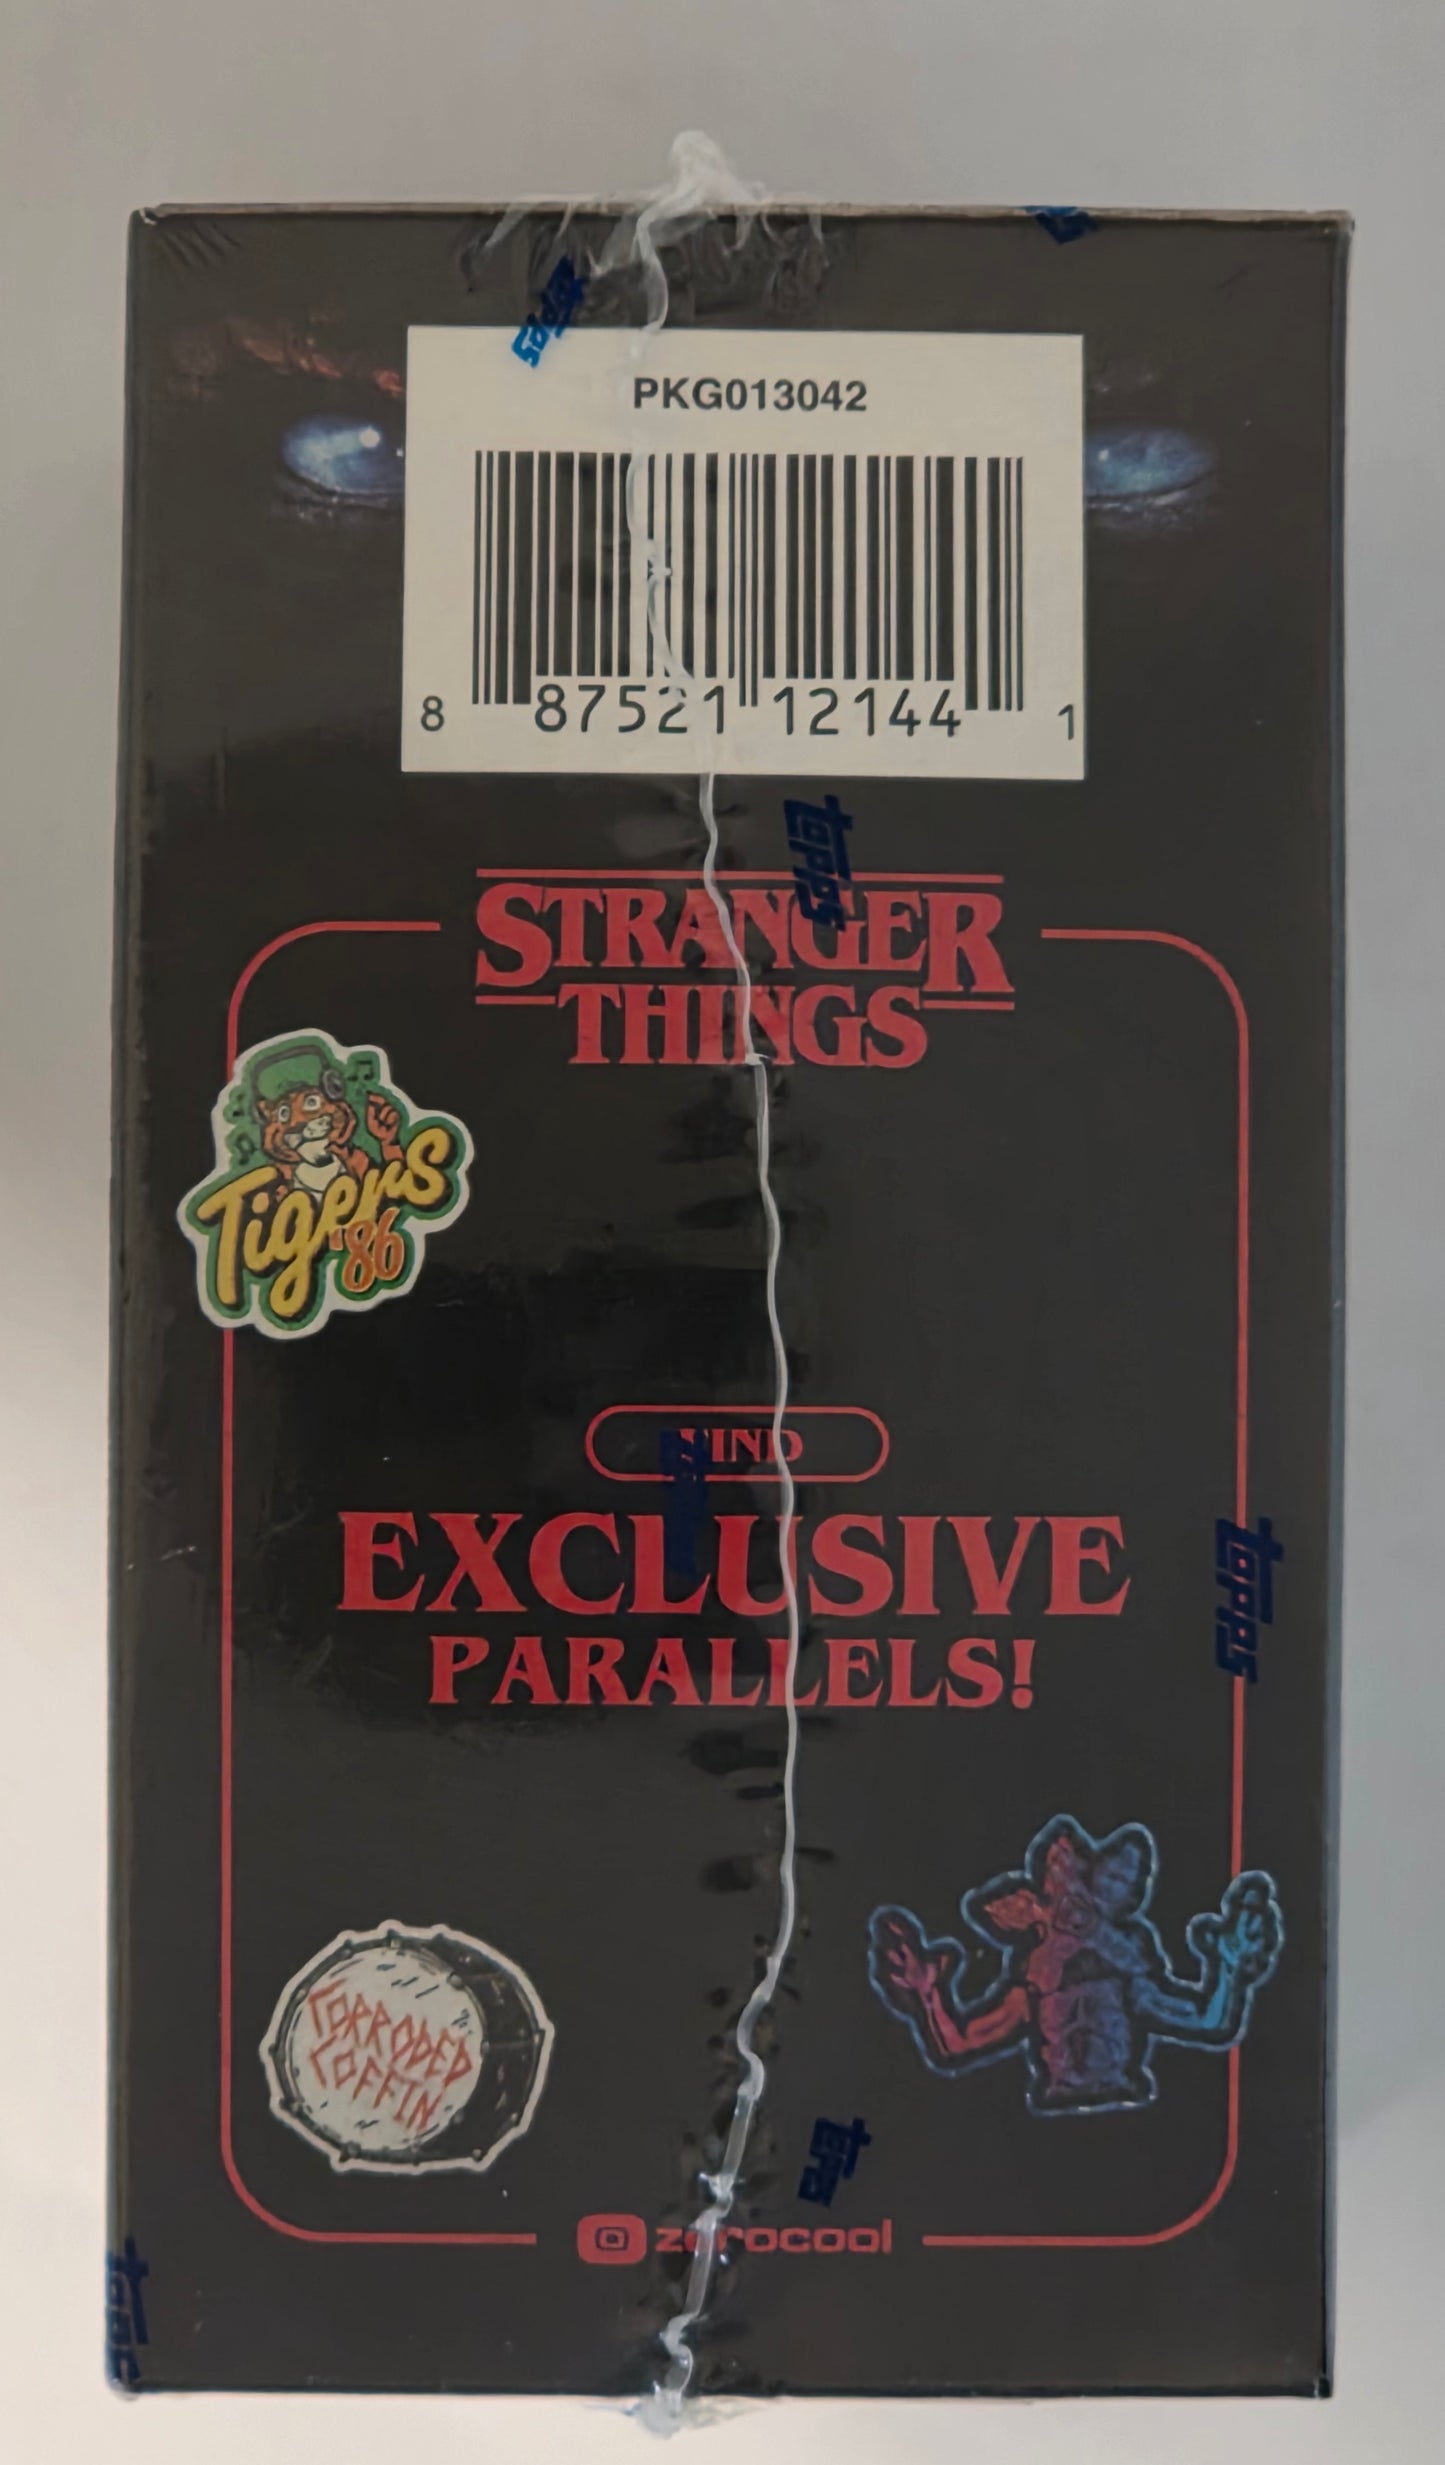 topps
PKG013042
8 87521 12144 1
topps
STRANGER
THINGS
Tigers
'86
FIND
EXCLUSIVE
PARALLELS!
topps
CORRODED
COFFIN
zerocool